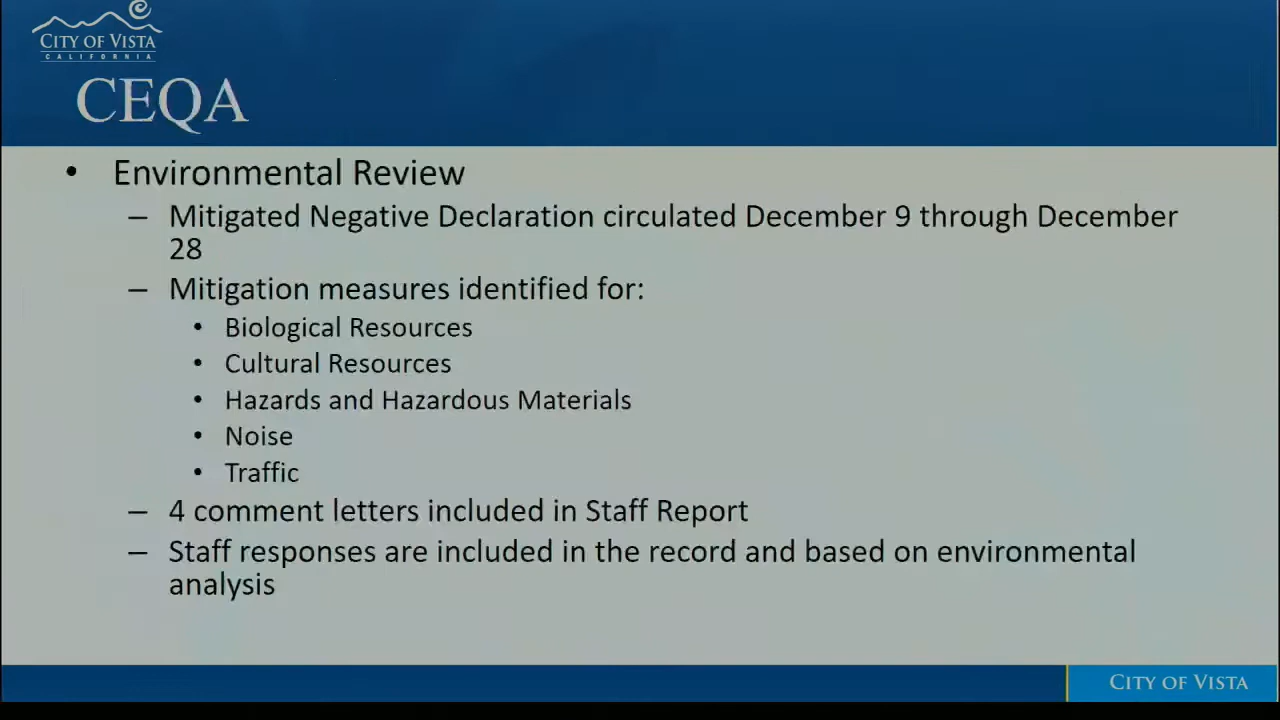 CITY OF VISTA
CALIFORNIA
CEQA
• Environmental Review
– Mitigated Negative Declaration circulated December 9 through December
28
– Mitigation measures identified for:
• Biological Resources
• Cultural Resources
• Hazards and Hazardous Materials
• Noise
• Traffic
– 4 comment letters included in Staff Report
– Staff responses are included in the record and based on environmental
analysis
CITY OF VISTA